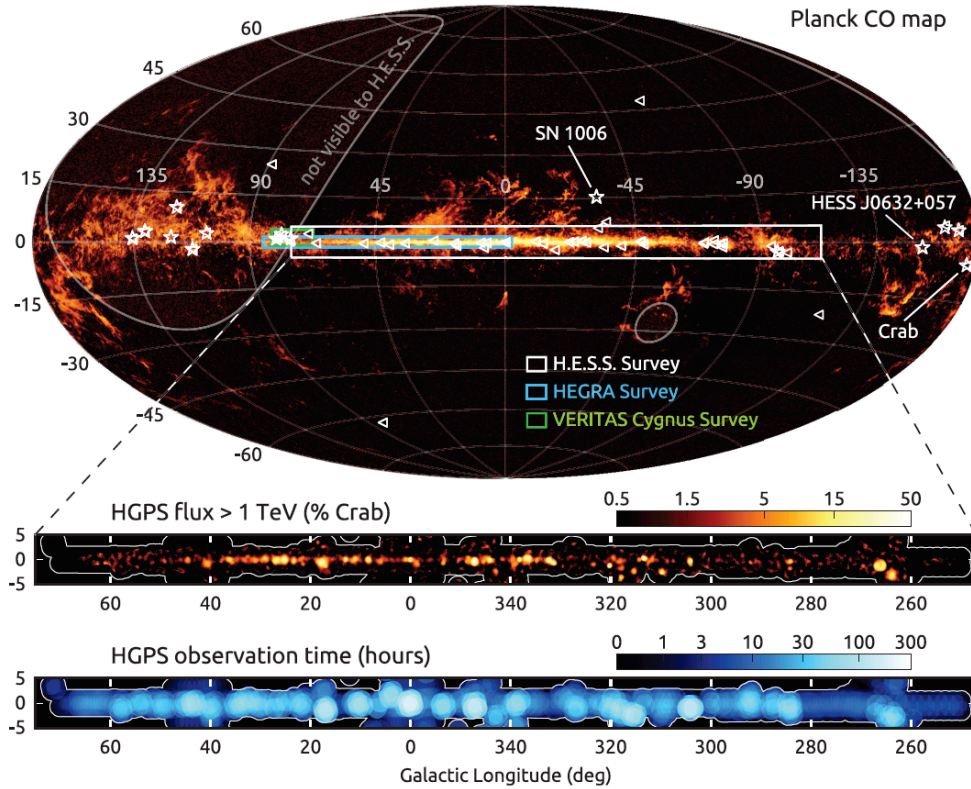 Planck CO map
60
45
30
15
0
-15
-30
-45
-60
not visible to H.E.S.S.
135
90
45
0
-45
-90
-135
SN 1006
HESS J0632+057
Crab
H.E.S.S. Survey
HEGRA Survey
VERITAS Cygnus Survey
HGPS flux > 1 TeV (% Crab)
0.5 1.5 5 15 50
5
0
-5
60 40 20 0 340 320 300 280 260
HGPS observation time (hours)
0 1 3 10 30 100 300
5
0
-5
60 40 20 0 340 320 300 280 260
Galactic Longitude (deg)